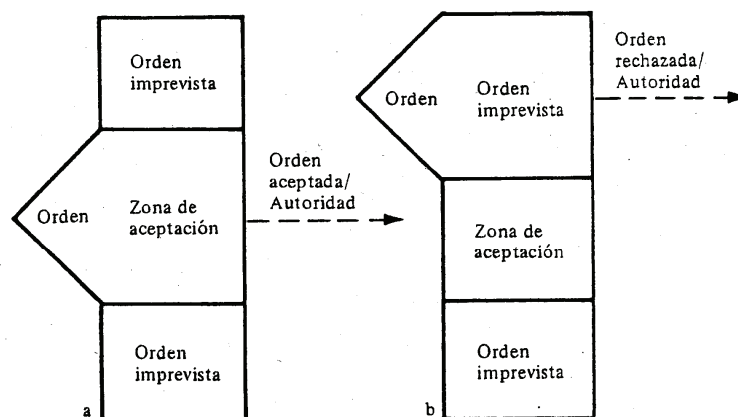 Orden
imprevista
Orden
Zona de
aceptación
Orden
aceptada/
Autoridad
Orden
imprevista
a
Orden
Orden
imprevista
Orden
rechazada/
Autoridad
Zona de
aceptación
Orden
imprevista
b